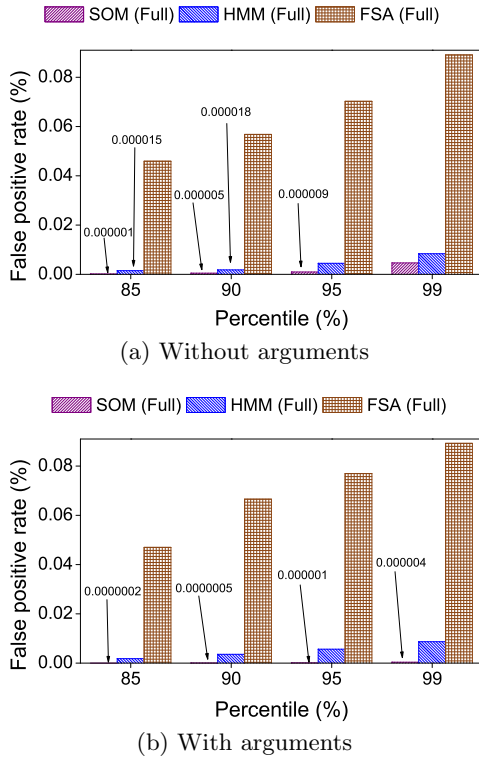 SOM (Full) HMM (Full) FSA (Full)
False positive rate (%)
0.08
0.06
0.04
0.02
0.00
0.000001
0.000015
0.000005
0.000018
0.000009
85 90 95 99
Percentile (%)
(a) Without arguments
SOM (Full) HMM (Full) FSA (Full)
False positive rate (%)
0.08
0.06
0.04
0.02
0.00
0.0000002
0.0000005
0.000001
0.000004
85 90 95 99
Percentile (%)
(b) With arguments